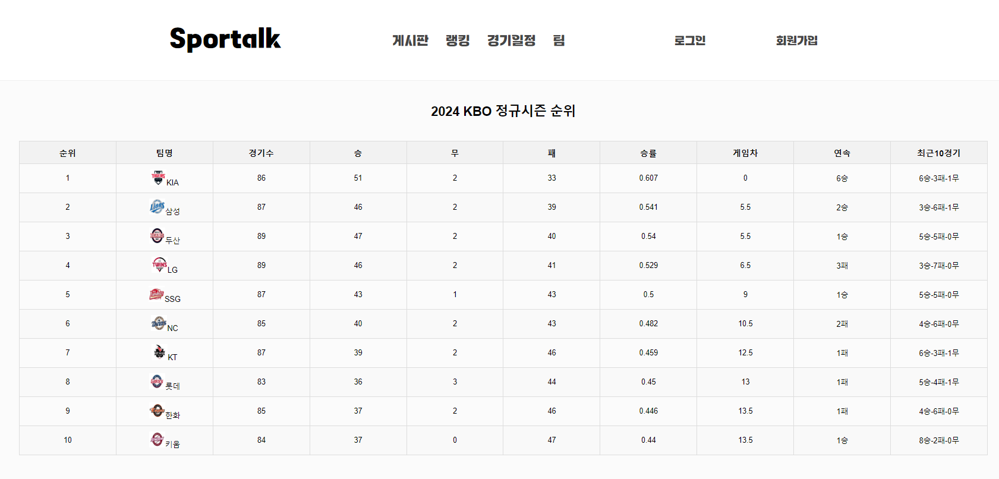 Sportalk 게시판 랭킹 경기일정 팀 로그인 회원가입
2024 KBO 정규시즌 순위
순위 팀명 경기수 승 무 패 승률 게임차 연속 최근10경기
1 TIGERS KIA 86 51 2 33 0.607 0 6승 6승-3패-1무
2 Lions 삼성 87 46 2 39 0.541 5.5 2승 3승-6패-1무
3 BEARS 두산 89 47 2 40 0.54 5.5 1승 5승-5패-0무
4 TWINS LG 89 46 2 41 0.529 6.5 3패 3승-7패-0무
5 SSG 87 43 1 43 0.5 9 1승 5승-5패-0무
6 Dinos NC 85 40 2 43 0.482 10.5 2패 4승-6패-0무
7 KT 87 39 2 46 0.459 12.5 1패 6승-3패-1무
8 롯데 83 36 3 44 0.45 13 1패 5승-4패-1무
9 한화 85 37 2 46 0.446 13.5 1패 4승-6패-0무
10 키움 84 37 0 47 0.44 13.5 1승 8승-2패-0무